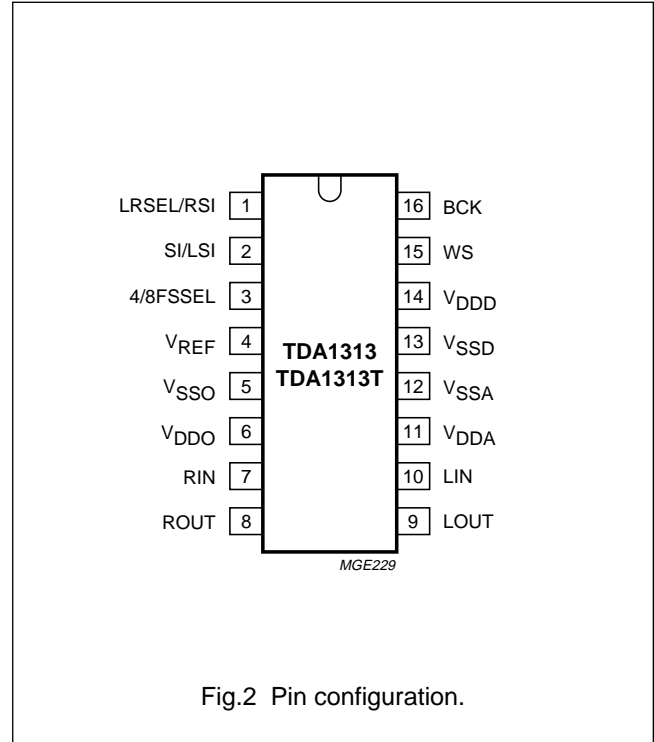 LRSEL/RSI 1 16 BCK
SI/LSI 2 15 WS
4/8FSSEL 3 14 VDDD
VREF 4 13 VSSD
TDA1313
TDA1313T
VSSO 5 12 VSSA
VDDO 6 11 VDDA
RIN 7 10 LIN
ROUT 8 9 LOUT
MGE229
Fig.2 Pin configuration.